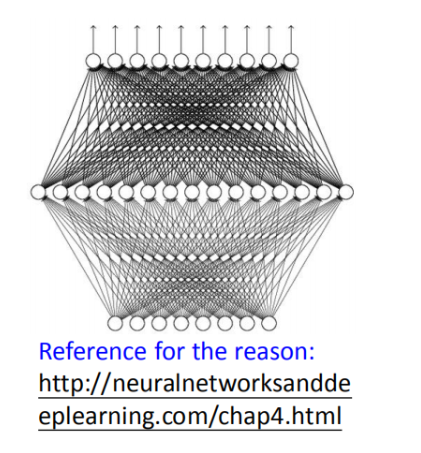 Reference for the reason:
http://neuralnetworksandde
eplearning.com/chap4.html